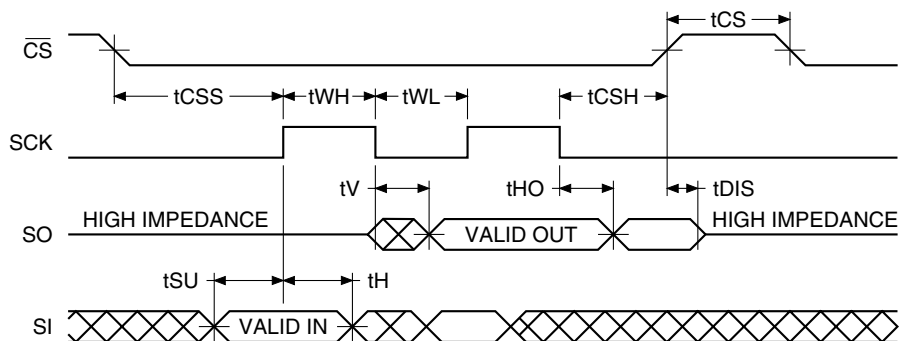 tCS
C̅S̅
tCSS tWH tWL tCSH
SCK
tV tHO tDIS
HIGH IMPEDANCE HIGH IMPEDANCE
SO VALID OUT
tSU tH
SI VALID IN